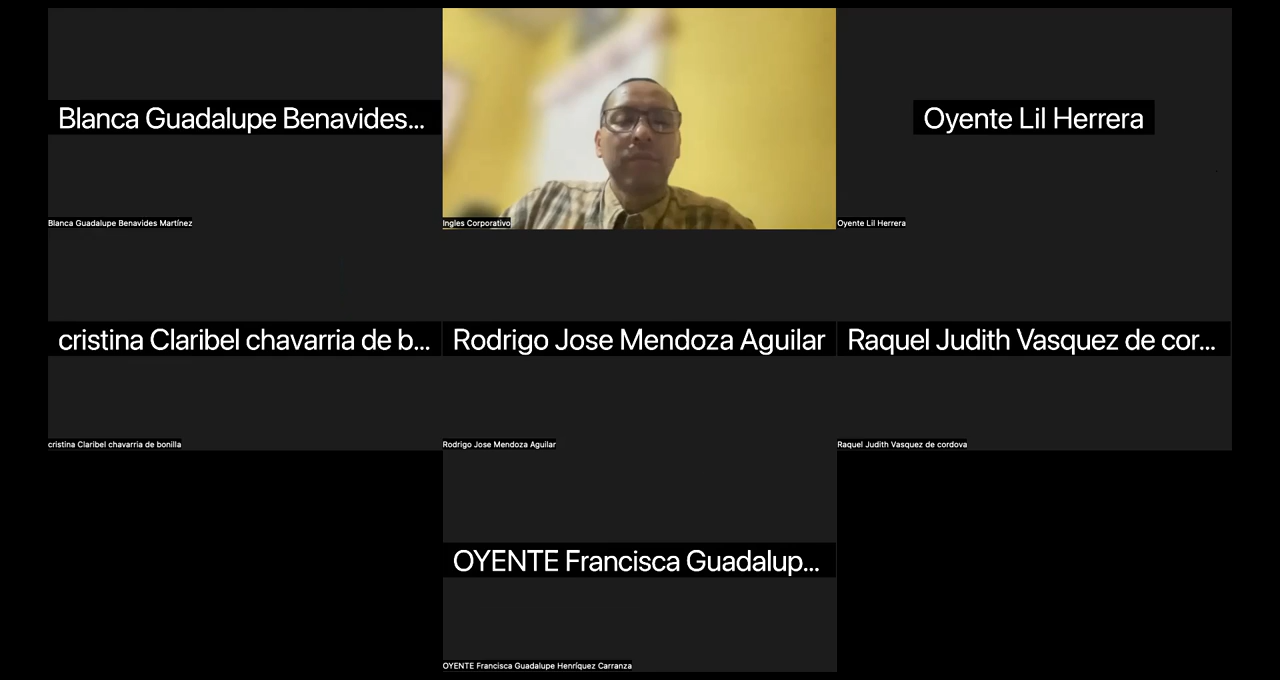 Blanca Guadalupe Benavides...
Blanca Guadalupe Benavides Martínez
Ingles Corporativo
Oyente Lil Herrera
Oyente Lil Herrera
cristina Claribel chavarria de b...
cristina Claribel chavarria de bonilla
Rodrigo Jose Mendoza Aguilar
Rodrigo Jose Mendoza Aguilar
Raquel Judith Vasquez de cor...
Raquel Judith Vasquez de cordova
OYENTE Francisca Guadalup...
OYENTE Francisca Guadalupe Henríquez Carranza